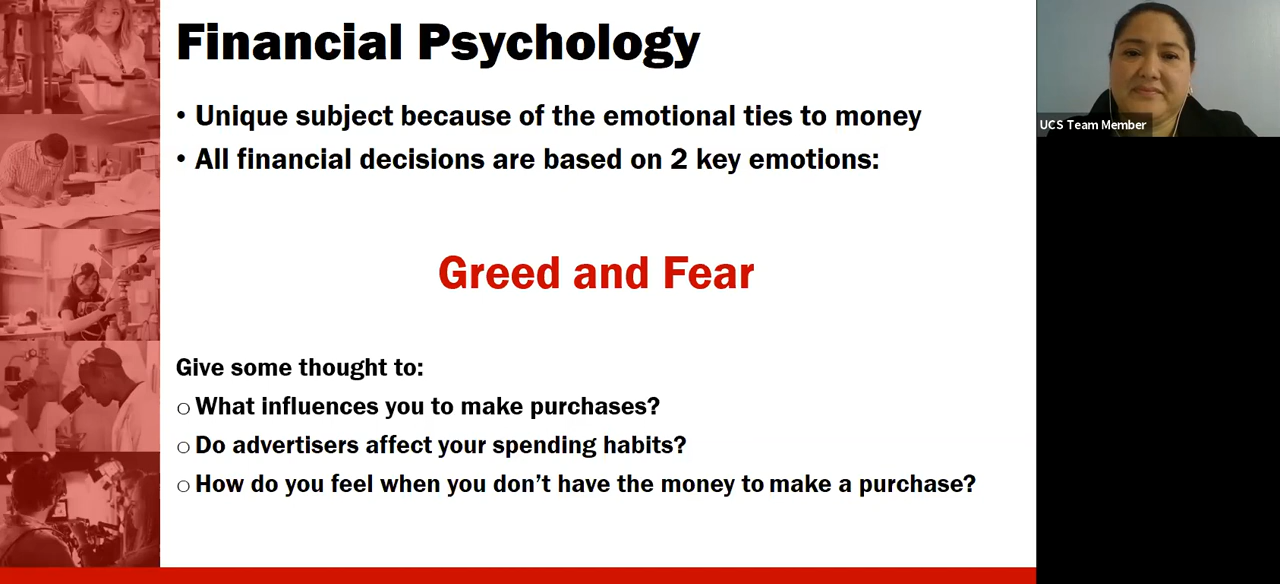 Financial Psychology
• Unique subject because of the emotional ties to money
• All financial decisions are based on 2 key emotions:
Greed and Fear
Give some thought to:
○ What influences you to make purchases?
○ Do advertisers affect your spending habits?
○ How do you feel when you don’t have the money to make a purchase?
UCS Team Member